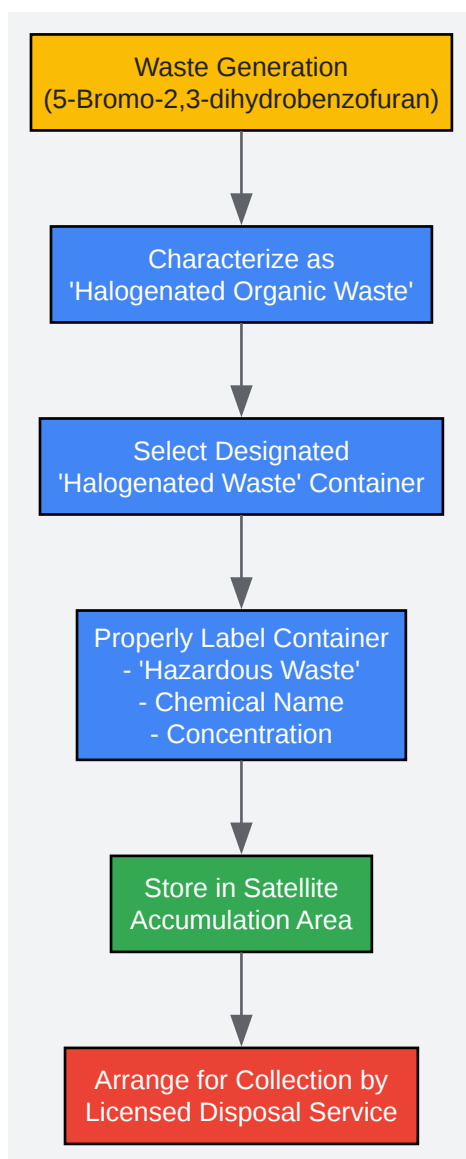 Waste Generation
(5-Bromo-2,3-dihydrobenzofuran)
Characterize as
'Halogenated Organic Waste'
Select Designated
'Halogenated Waste' Container
Properly Label Container
- 'Hazardous Waste'
- Chemical Name
- Concentration
Store in Satellite
Accumulation Area
Arrange for Collection by
Licensed Disposal Service